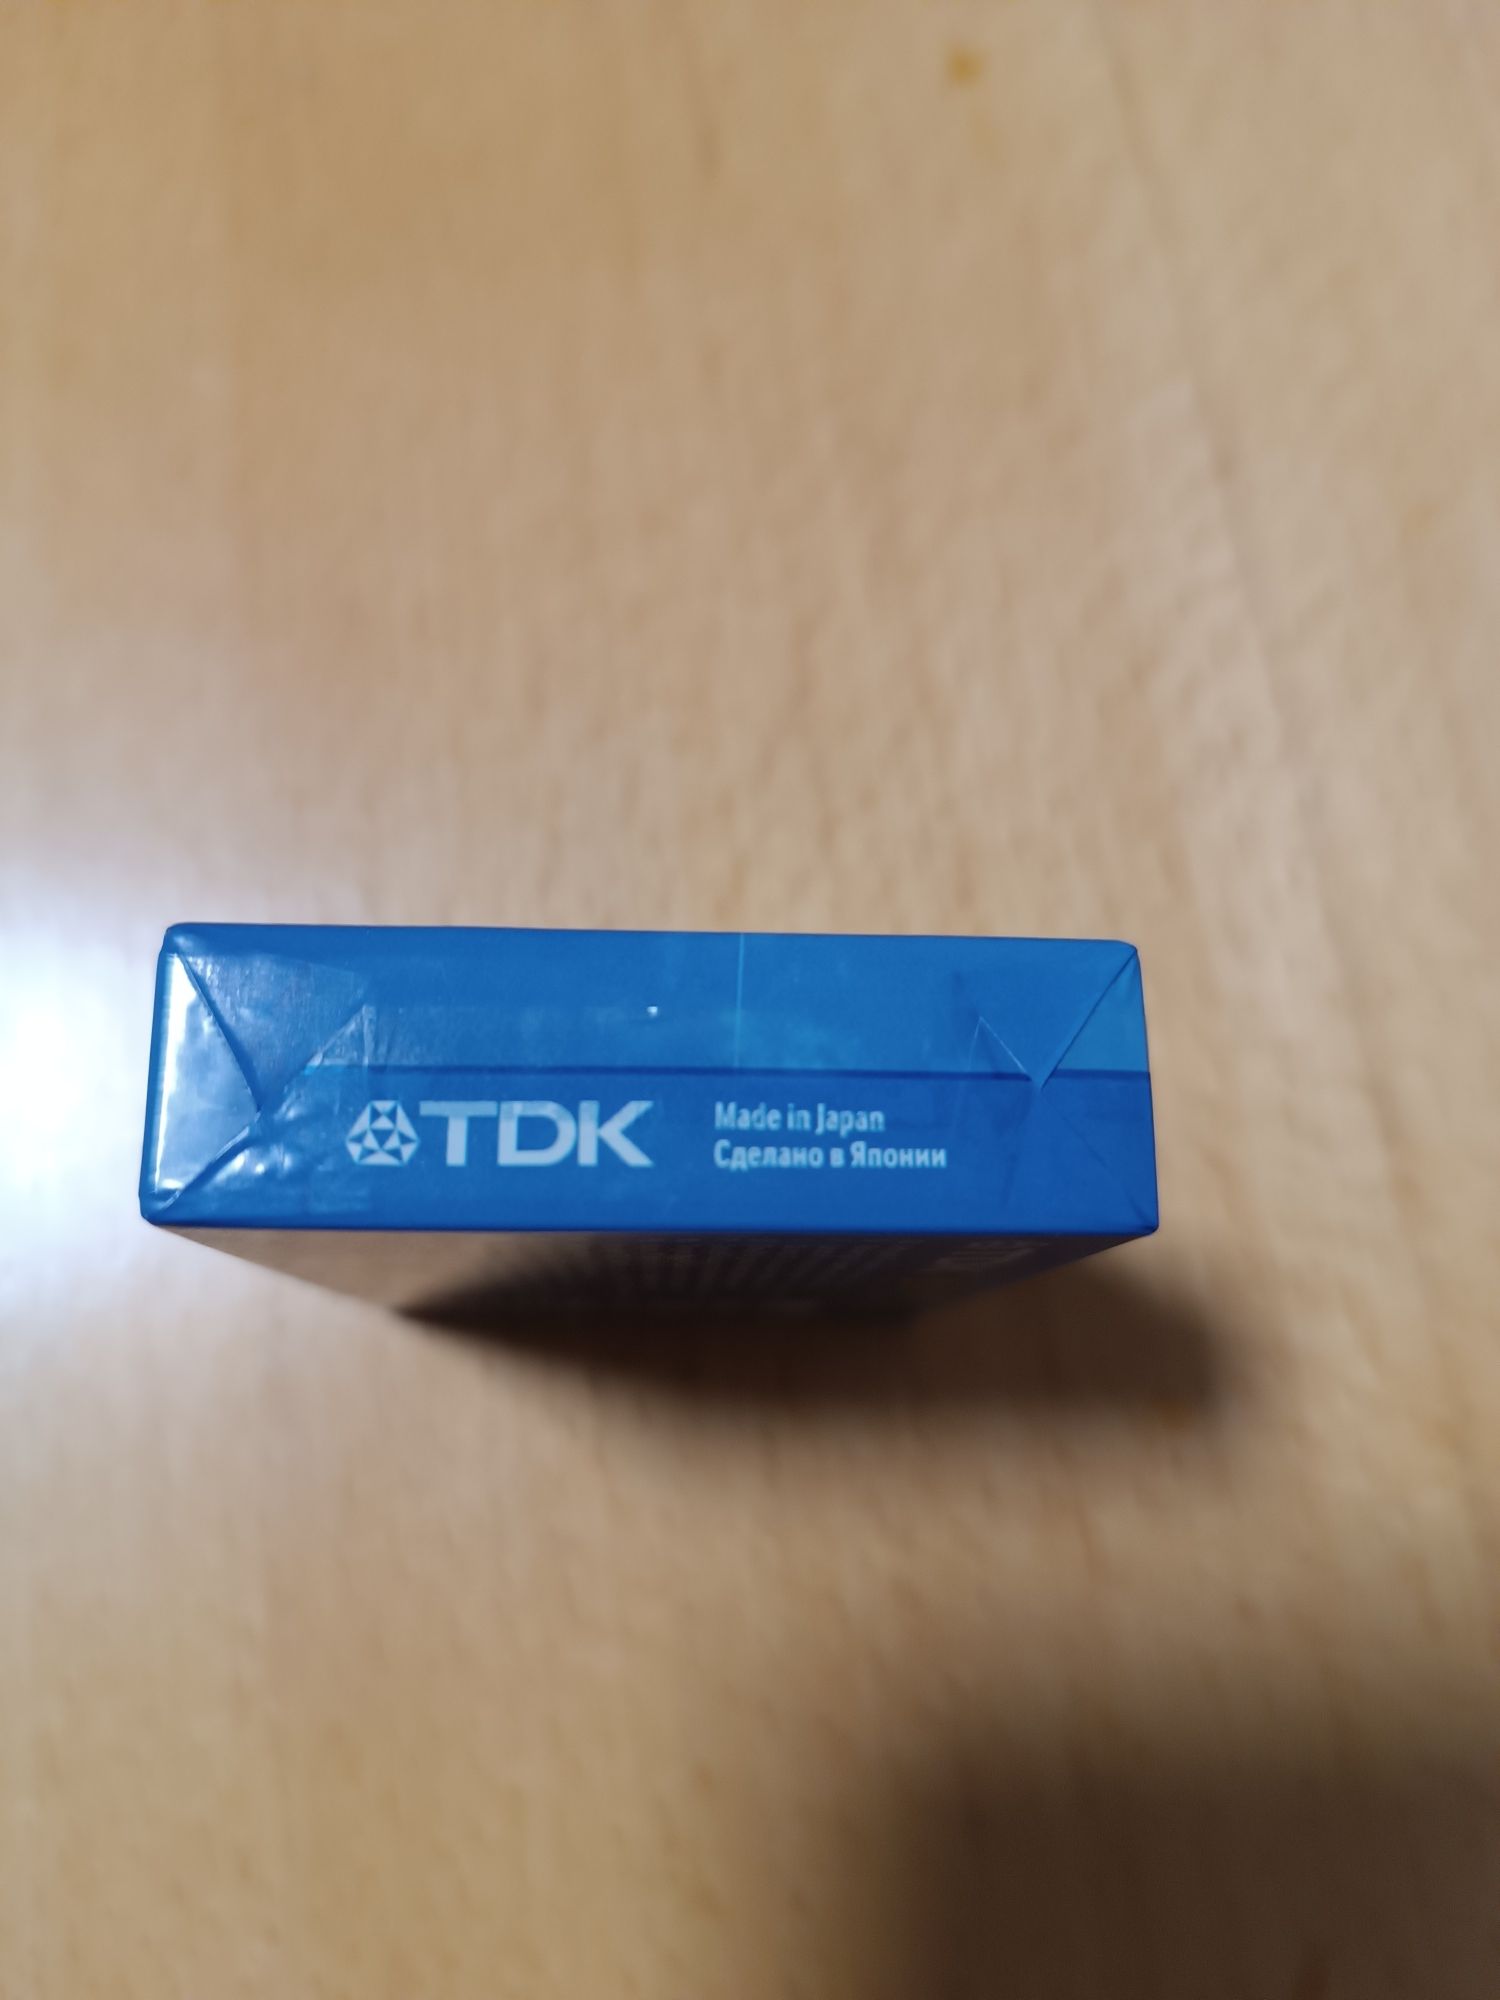 TDK
Made in Japan
Сделано в Японии